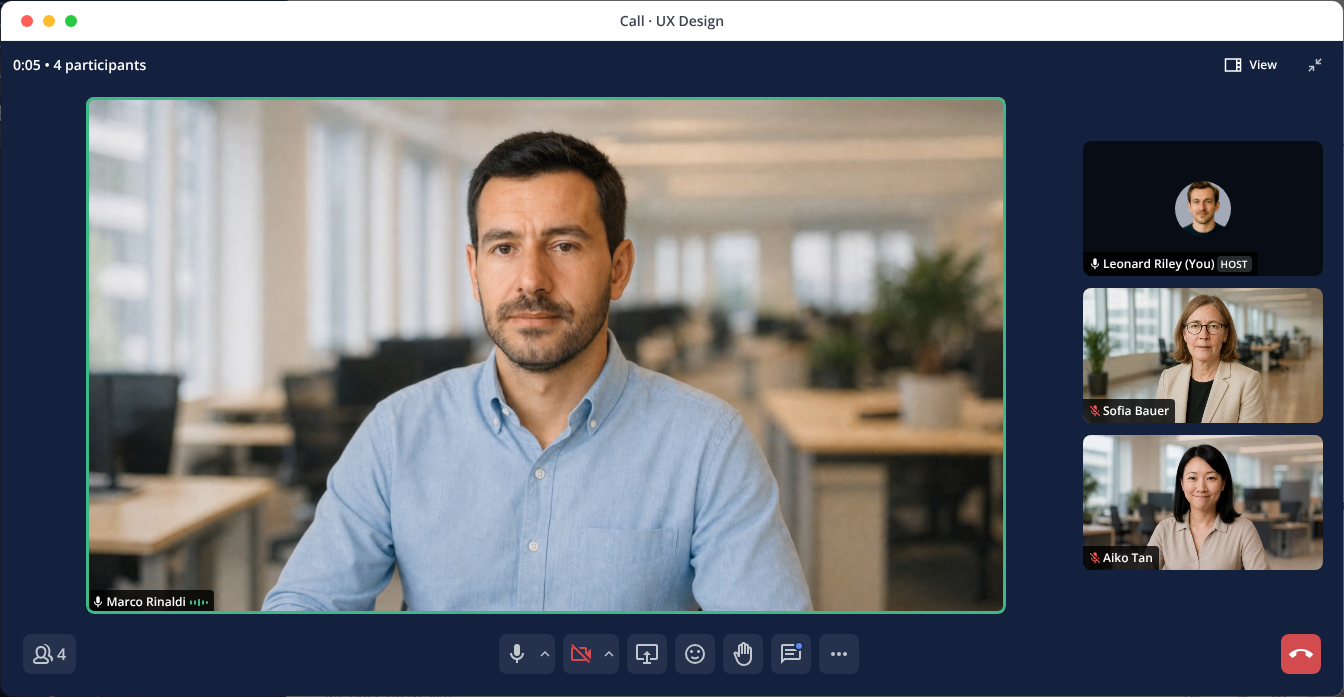 Call · UX Design
0:05 • 4 participants
View
Leonard Riley (You) HOST
Sofia Bauer
Aiko Tan
Marco Rinaldi
4